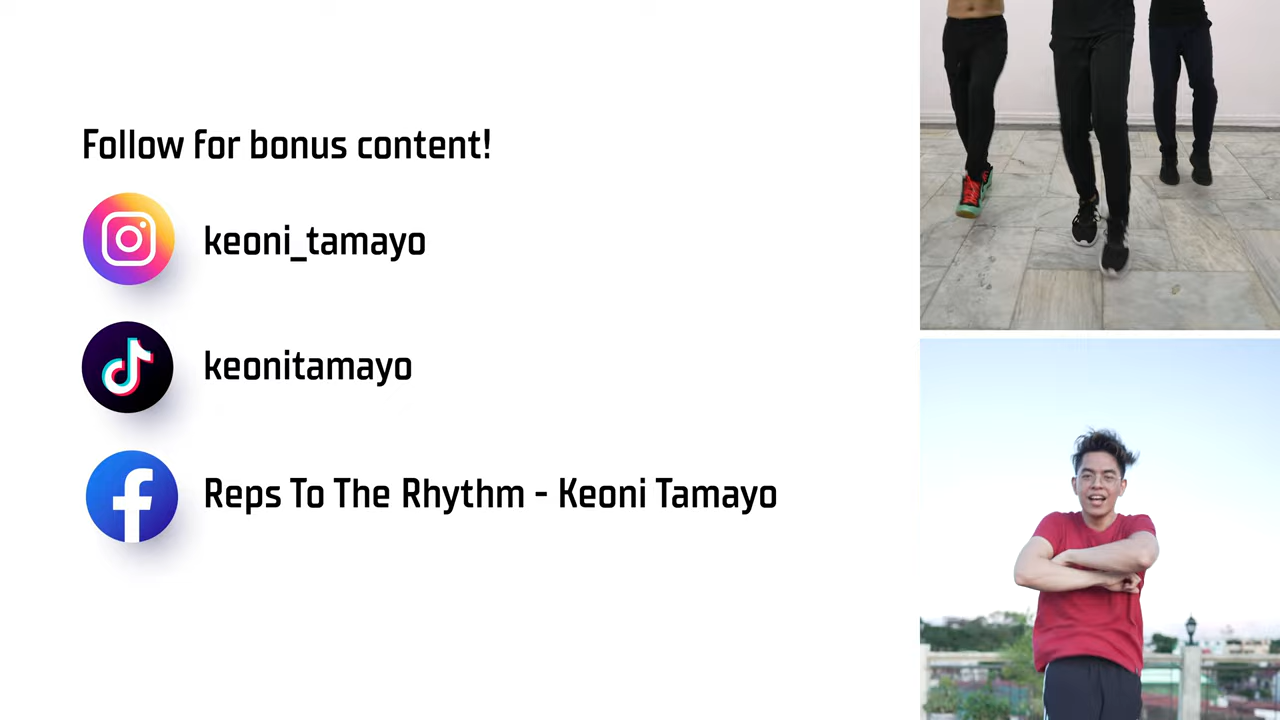 Follow for bonus content!
keoni_tamayo
keonitamayo
Reps To The Rhythm - Keoni Tamayo